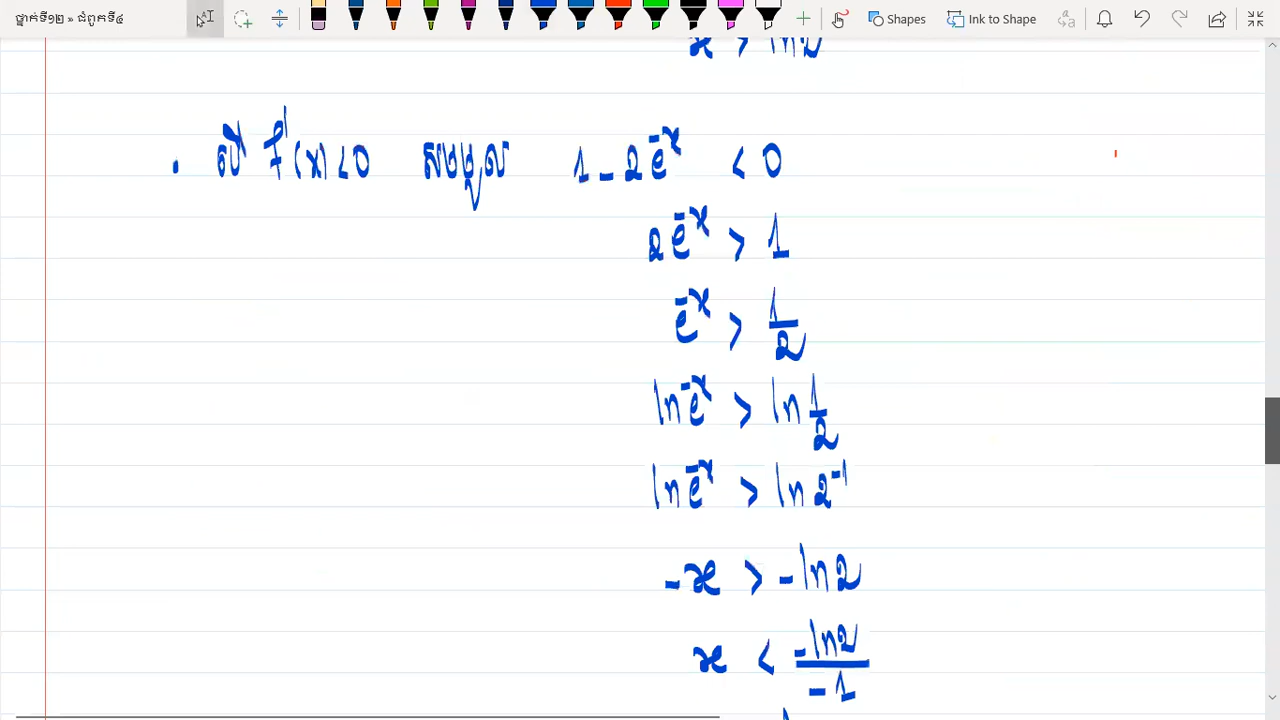 ថ្នាក់ទី១២ » ជំពូកទី៤
Shapes Ink to Shape
x > ln2
. បើ f'(x)<0 សមមូល 1 - 2e⁻ˣ < 0
2e⁻ˣ > 1
e⁻ˣ > 1/2
ln e⁻ˣ > ln 1/2
ln e⁻ˣ > ln 2⁻¹
-x > -ln2
x < -ln2/-1